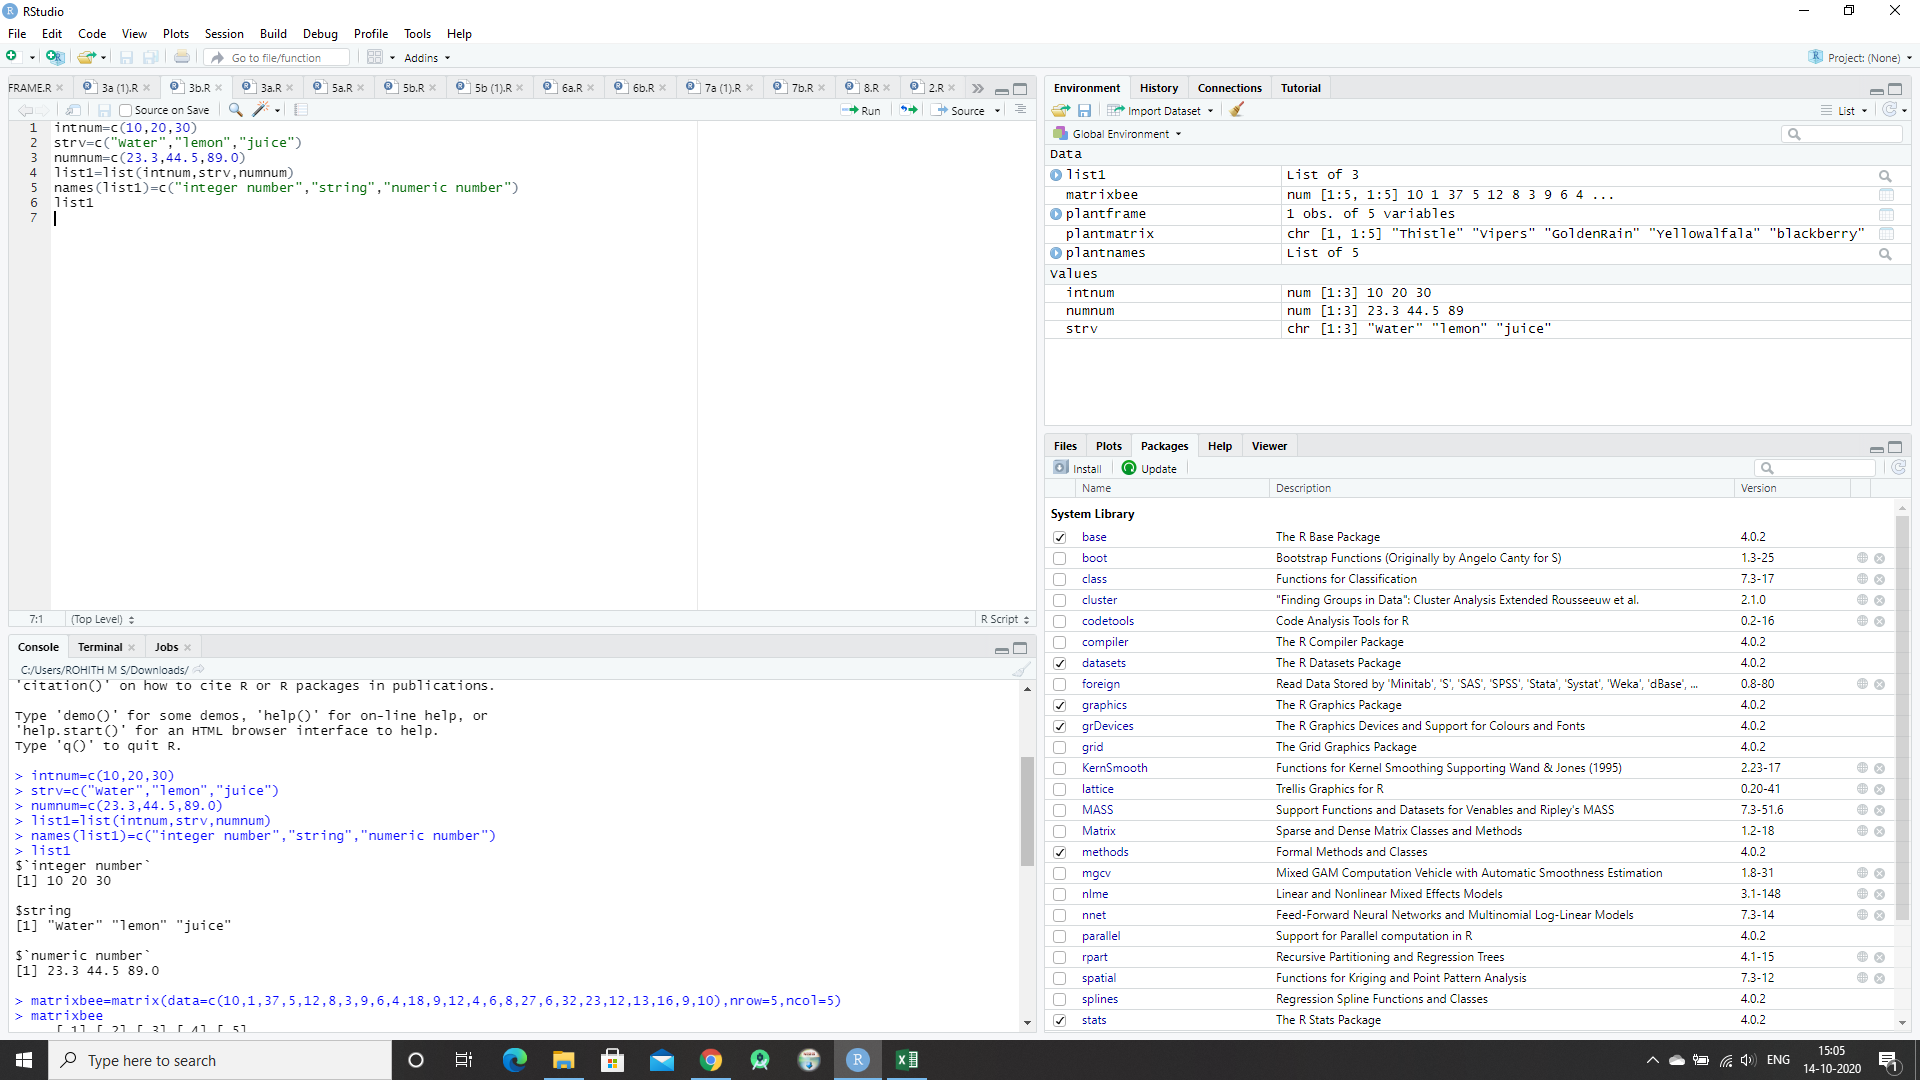 RStudio
File Edit Code View Plots Session Build Debug Profile Tools Help
Go to file/function Addins Project: (None)
FRAME.R 3a (1).R 3b.R 3a.R 5a.R 5b.R 5b (1).R 6a.R 6b.R 7a (1).R 7b.R 8.R 2.R
Source on Save Run Source
1 intnum=c(10,20,30)
2 strv=c("Water","lemon","juice")
3 numnum=c(23.3,44.5,89.0)
4 list1=list(intnum,strv,numnum)
5 names(list1)=c("integer number","string","numeric number")
6 list1
7
7:1 (Top Level) R Script
Console Terminal Jobs
C:/Users/ROHITH M S/Downloads/
'citation()' on how to cite R or R packages in publications.
Type 'demo()' for some demos, 'help()' for on-line help, or
'help.start()' for an HTML browser interface to help.
Type 'q()' to quit R.
> intnum=c(10,20,30)
> strv=c("Water","lemon","juice")
> numnum=c(23.3,44.5,89.0)
> list1=list(intnum,strv,numnum)
> names(list1)=c("integer number","string","numeric number")
> list1
$`integer number`
[1] 10 20 30
$string
[1] "Water" "lemon" "juice"
$`numeric number`
[1] 23.3 44.5 89.0
> matrixbee=matrix(data=c(10,1,37,5,12,8,3,9,6,4,18,9,12,4,6,8,27,6,32,23,12,13,16,9,10),nrow=5,ncol=5)
> matrixbee
[,1] [,2] [,3] [,4] [,5]
Environment History Connections Tutorial
Import Dataset List
Global Environment
Data
list1 List of 3
matrixbee num [1:5, 1:5] 10 1 37 5 12 8 3 9 6 4 ...
plantframe 1 obs. of 5 variables
plantmatrix chr [1, 1:5] "Thistle" "Vipers" "GoldenRain" "Yellowalfala" "blackberry"
plantnames List of 5
Values
intnum num [1:3] 10 20 30
numnum num [1:3] 23.3 44.5 89
strv chr [1:3] "Water" "lemon" "juice"
Files Plots Packages Help Viewer
Install Update
Name Description Version
System Library
base The R Base Package 4.0.2
boot Bootstrap Functions (Originally by Angelo Canty for S) 1.3-25
class Functions for Classification 7.3-17
cluster "Finding Groups in Data": Cluster Analysis Extended Rousseeuw et al. 2.1.0
codetools Code Analysis Tools for R 0.2-16
compiler The R Compiler Package 4.0.2
datasets The R Datasets Package 4.0.2
foreign Read Data Stored by 'Minitab', 'S', 'SAS', 'SPSS', 'Stata', 'Systat', 'Weka', 'dBase', ... 0.8-80
graphics The R Graphics Package 4.0.2
grDevices The R Graphics Devices and Support for Colours and Fonts 4.0.2
grid The Grid Graphics Package 4.0.2
KernSmooth Functions for Kernel Smoothing Supporting Wand & Jones (1995) 2.23-17
lattice Trellis Graphics for R 0.20-41
MASS Support Functions and Datasets for Venables and Ripley's MASS 7.3-51.6
Matrix Sparse and Dense Matrix Classes and Methods 1.2-18
methods Formal Methods and Classes 4.0.2
mgcv Mixed GAM Computation Vehicle with Automatic Smoothness Estimation 1.8-31
nlme Linear and Nonlinear Mixed Effects Models 3.1-148
nnet Feed-Forward Neural Networks and Multinomial Log-Linear Models 7.3-14
parallel Support for Parallel computation in R 4.0.2
rpart Recursive Partitioning and Regression Trees 4.1-15
spatial Functions for Kriging and Point Pattern Analysis 7.3-12
splines Regression Spline Functions and Classes 4.0.2
stats The R Stats Package 4.0.2
Type here to search
ENG
15:05
14-10-2020
1